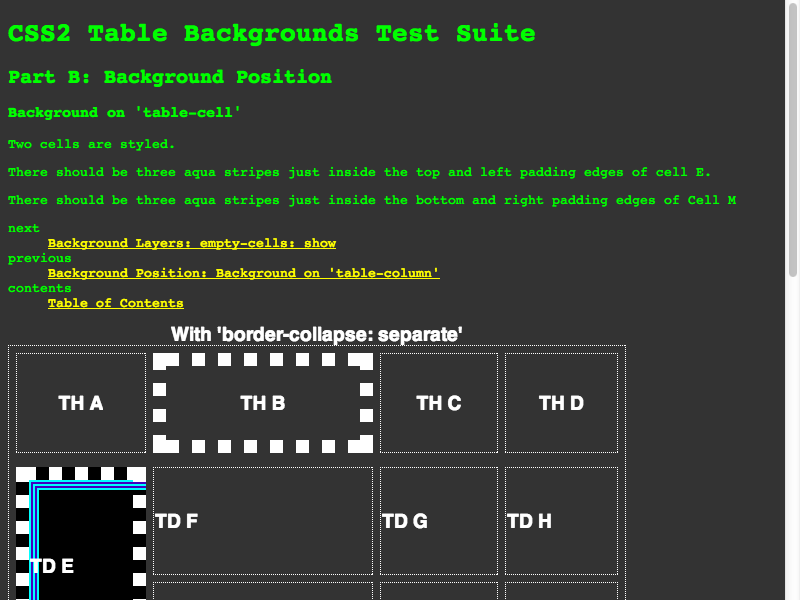 CSS2 Table Backgrounds Test Suite
Part B: Background Position
Background on 'table-cell'
Two cells are styled.
There should be three aqua stripes just inside the top and left padding edges of cell E.
There should be three aqua stripes just inside the bottom and right padding edges of Cell M
next
Background Layers: empty-cells: show
previous
Background Position: Background on 'table-column'
contents
Table of Contents
With 'border-collapse: separate'
TH A TH B TH C TH D
TD F TD G TD H
TD E